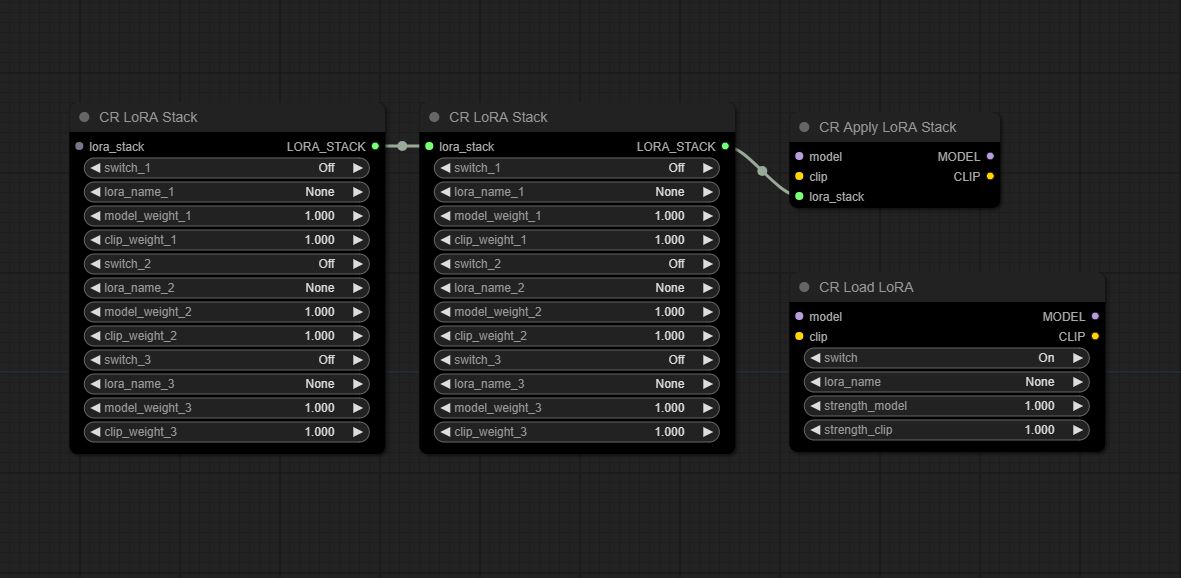 CR LoRA Stack
lora_stack LORA_STACK
switch_1 Off
lora_name_1 None
model_weight_1 1.000
clip_weight_1 1.000
switch_2 Off
lora_name_2 None
model_weight_2 1.000
clip_weight_2 1.000
switch_3 Off
lora_name_3 None
model_weight_3 1.000
clip_weight_3 1.000
CR LoRA Stack
lora_stack LORA_STACK
switch_1 Off
lora_name_1 None
model_weight_1 1.000
clip_weight_1 1.000
switch_2 Off
lora_name_2 None
model_weight_2 1.000
clip_weight_2 1.000
switch_3 Off
lora_name_3 None
model_weight_3 1.000
clip_weight_3 1.000
CR Apply LoRA Stack
model MODEL
clip CLIP
lora_stack
CR Load LoRA
model MODEL
clip CLIP
switch On
lora_name None
strength_model 1.000
strength_clip 1.000